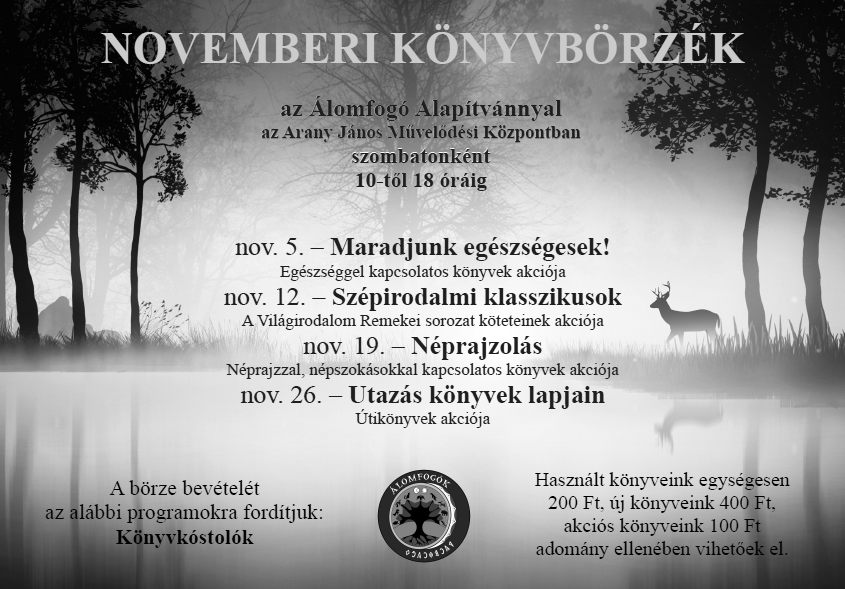 NOVEMBERI KÖNYVBÖRZÉK
az Álomfogó Alapítvánnyal
az Arany János Művelődési Központban
szombatonként
10-től 18 óráig
nov. 5. – Maradjunk egészségesek!
Egészséggel kapcsolatos könyvek akciója
nov. 12. – Szépirodalmi klasszikusok
A Világirodalom Remekei sorozat köteteinek akciója
nov. 19. – Néprajzolás
Néprajzzal, népszokásokkal kapcsolatos könyvek akciója
nov. 26. – Utazás könyvek lapjain
Útikönyvek akciója
A börze bevételét
az alábbi programokra fordítjuk:
Könyvkóstolók
ÁLOMFOGÓK
Használt könyveink egységesen
200 Ft, új könyveink 400 Ft,
akciós könyveink 100 Ft
adomány ellenében vihetőek el.